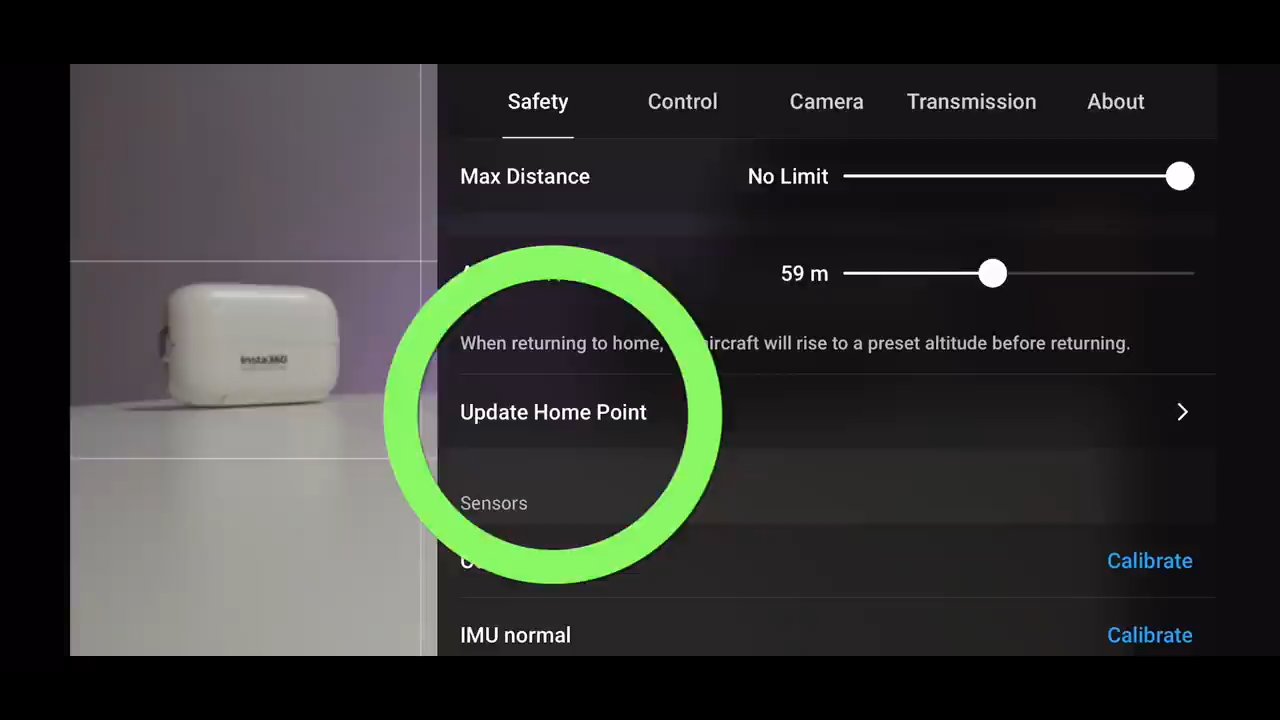 Safety Control Camera Transmission About
Max Distance No Limit
59 m
When returning to home, aircraft will rise to a preset altitude before returning.
Update Home Point
Sensors
Calibrate
IMU normal Calibrate
Insta360